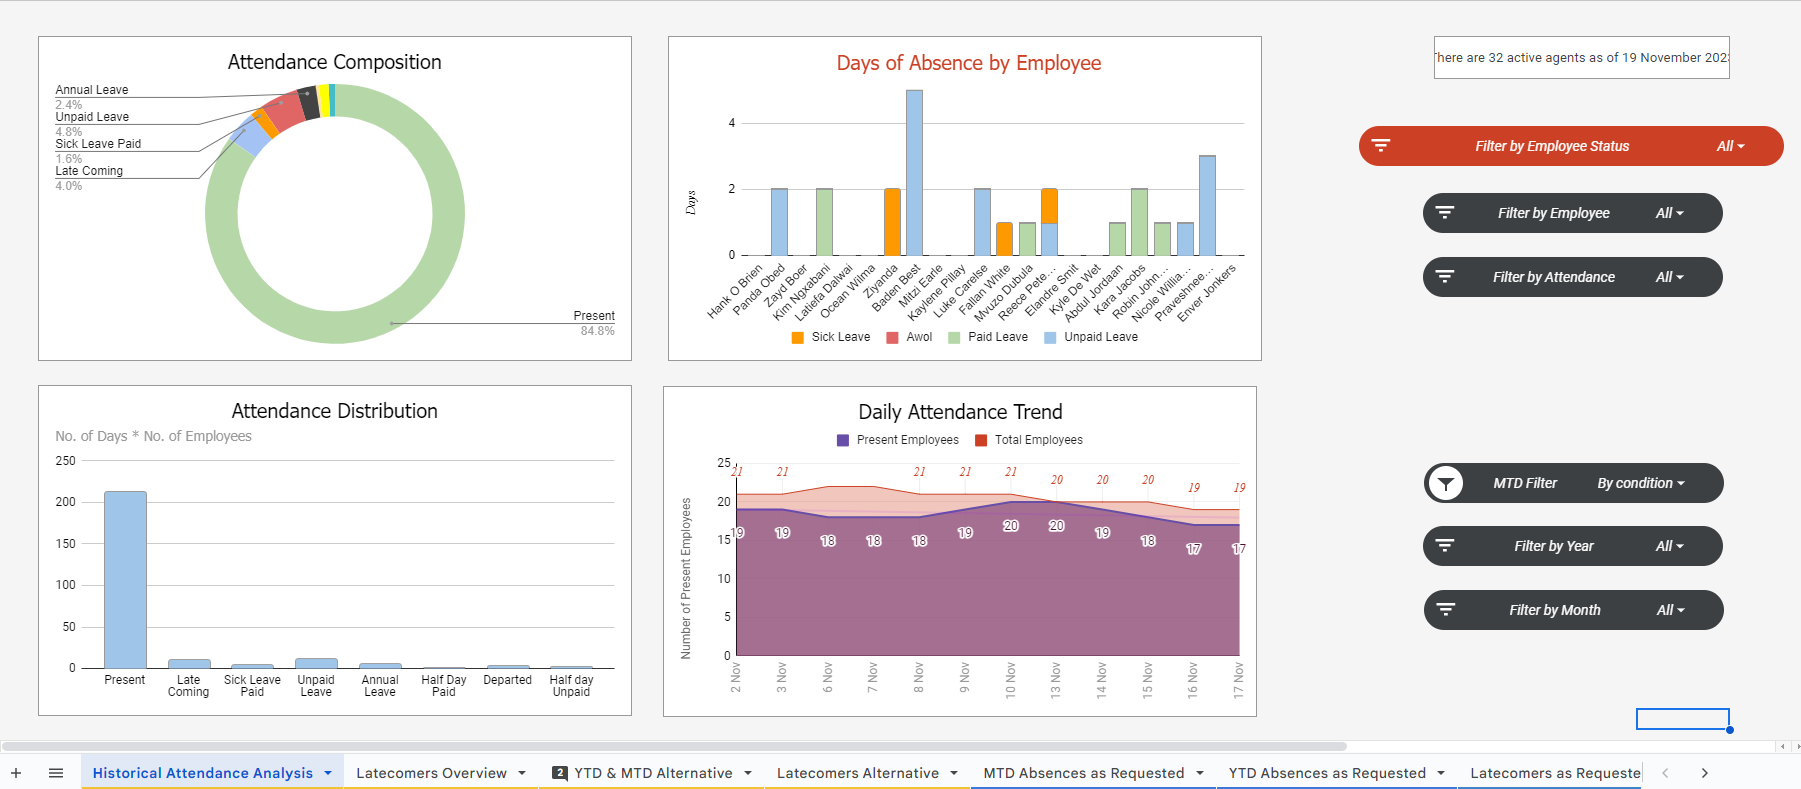 Attendance Composition
Annual Leave
2.4%
Unpaid Leave
4.8%
Sick Leave Paid
1.6%
Late Coming
4.0%
Present
84.8%
Days of Absence by Employee
Days
4
2
0
Hank O Brien
Panda Obed
Zayd Boer
Kim Ngxabani
Latiefa Dalwai
Ocean Wilma
Ziyanda
Baden Best
Mitzi Earle
Kaylene Pillay
Luke Carelse
Fallan White
Mvuzo Dubula
Reece Pete…
Elandre Smit
Kyle De Wet
Abdul Jordaan
Kara Jacobs
Robin John…
Nicole Willia…
Praveshnee…
Enver Jonkers
Sick Leave Awol Paid Leave Unpaid Leave
There are 32 active agents as of 19 November 2023
Filter by Employee Status All
Filter by Employee All
Filter by Attendance All
Attendance Distribution
No. of Days * No. of Employees
250
200
150
100
50
0
Present
Late Coming
Sick Leave Paid
Unpaid Leave
Annual Leave
Half Day Paid
Departed
Half day Unpaid
Daily Attendance Trend
Present Employees Total Employees
Number of Present Employees
25
20
15
10
5
0
21 21 21 21 21 20 20 20 19 19
19 19 18 18 18 19 20 20 19 18 17 17
2 Nov
3 Nov
6 Nov
7 Nov
8 Nov
9 Nov
10 Nov
13 Nov
14 Nov
15 Nov
16 Nov
17 Nov
MTD Filter By condition
Filter by Year All
Filter by Month All
Historical Attendance Analysis Latecomers Overview 2 YTD & MTD Alternative Latecomers Alternative MTD Absences as Requested YTD Absences as Requested Latecomers as Requeste